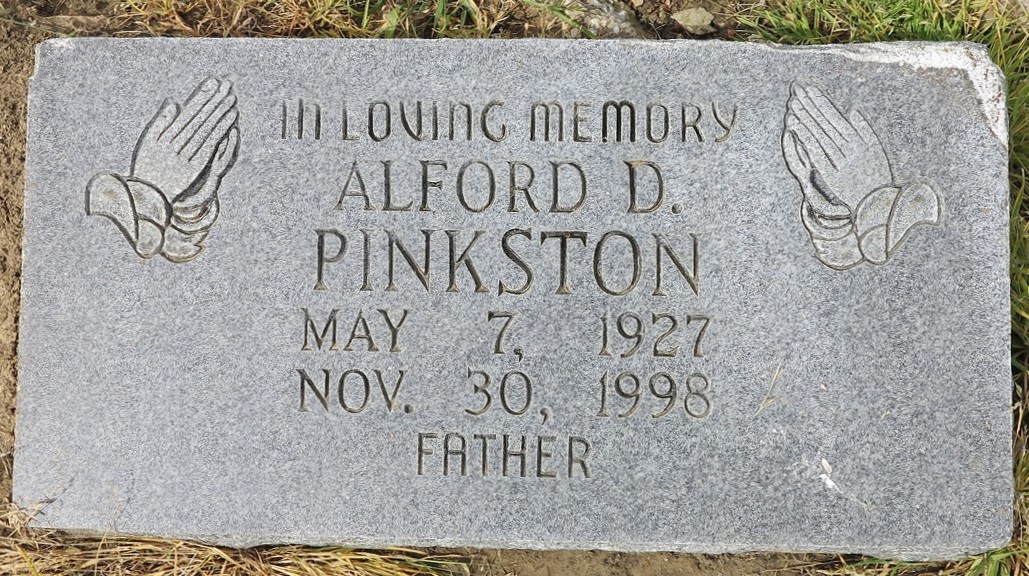 IN LOVING MEMORY
ALFORD D.
PINKSTON
MAY 7, 1927
NOV. 30, 1998
FATHER